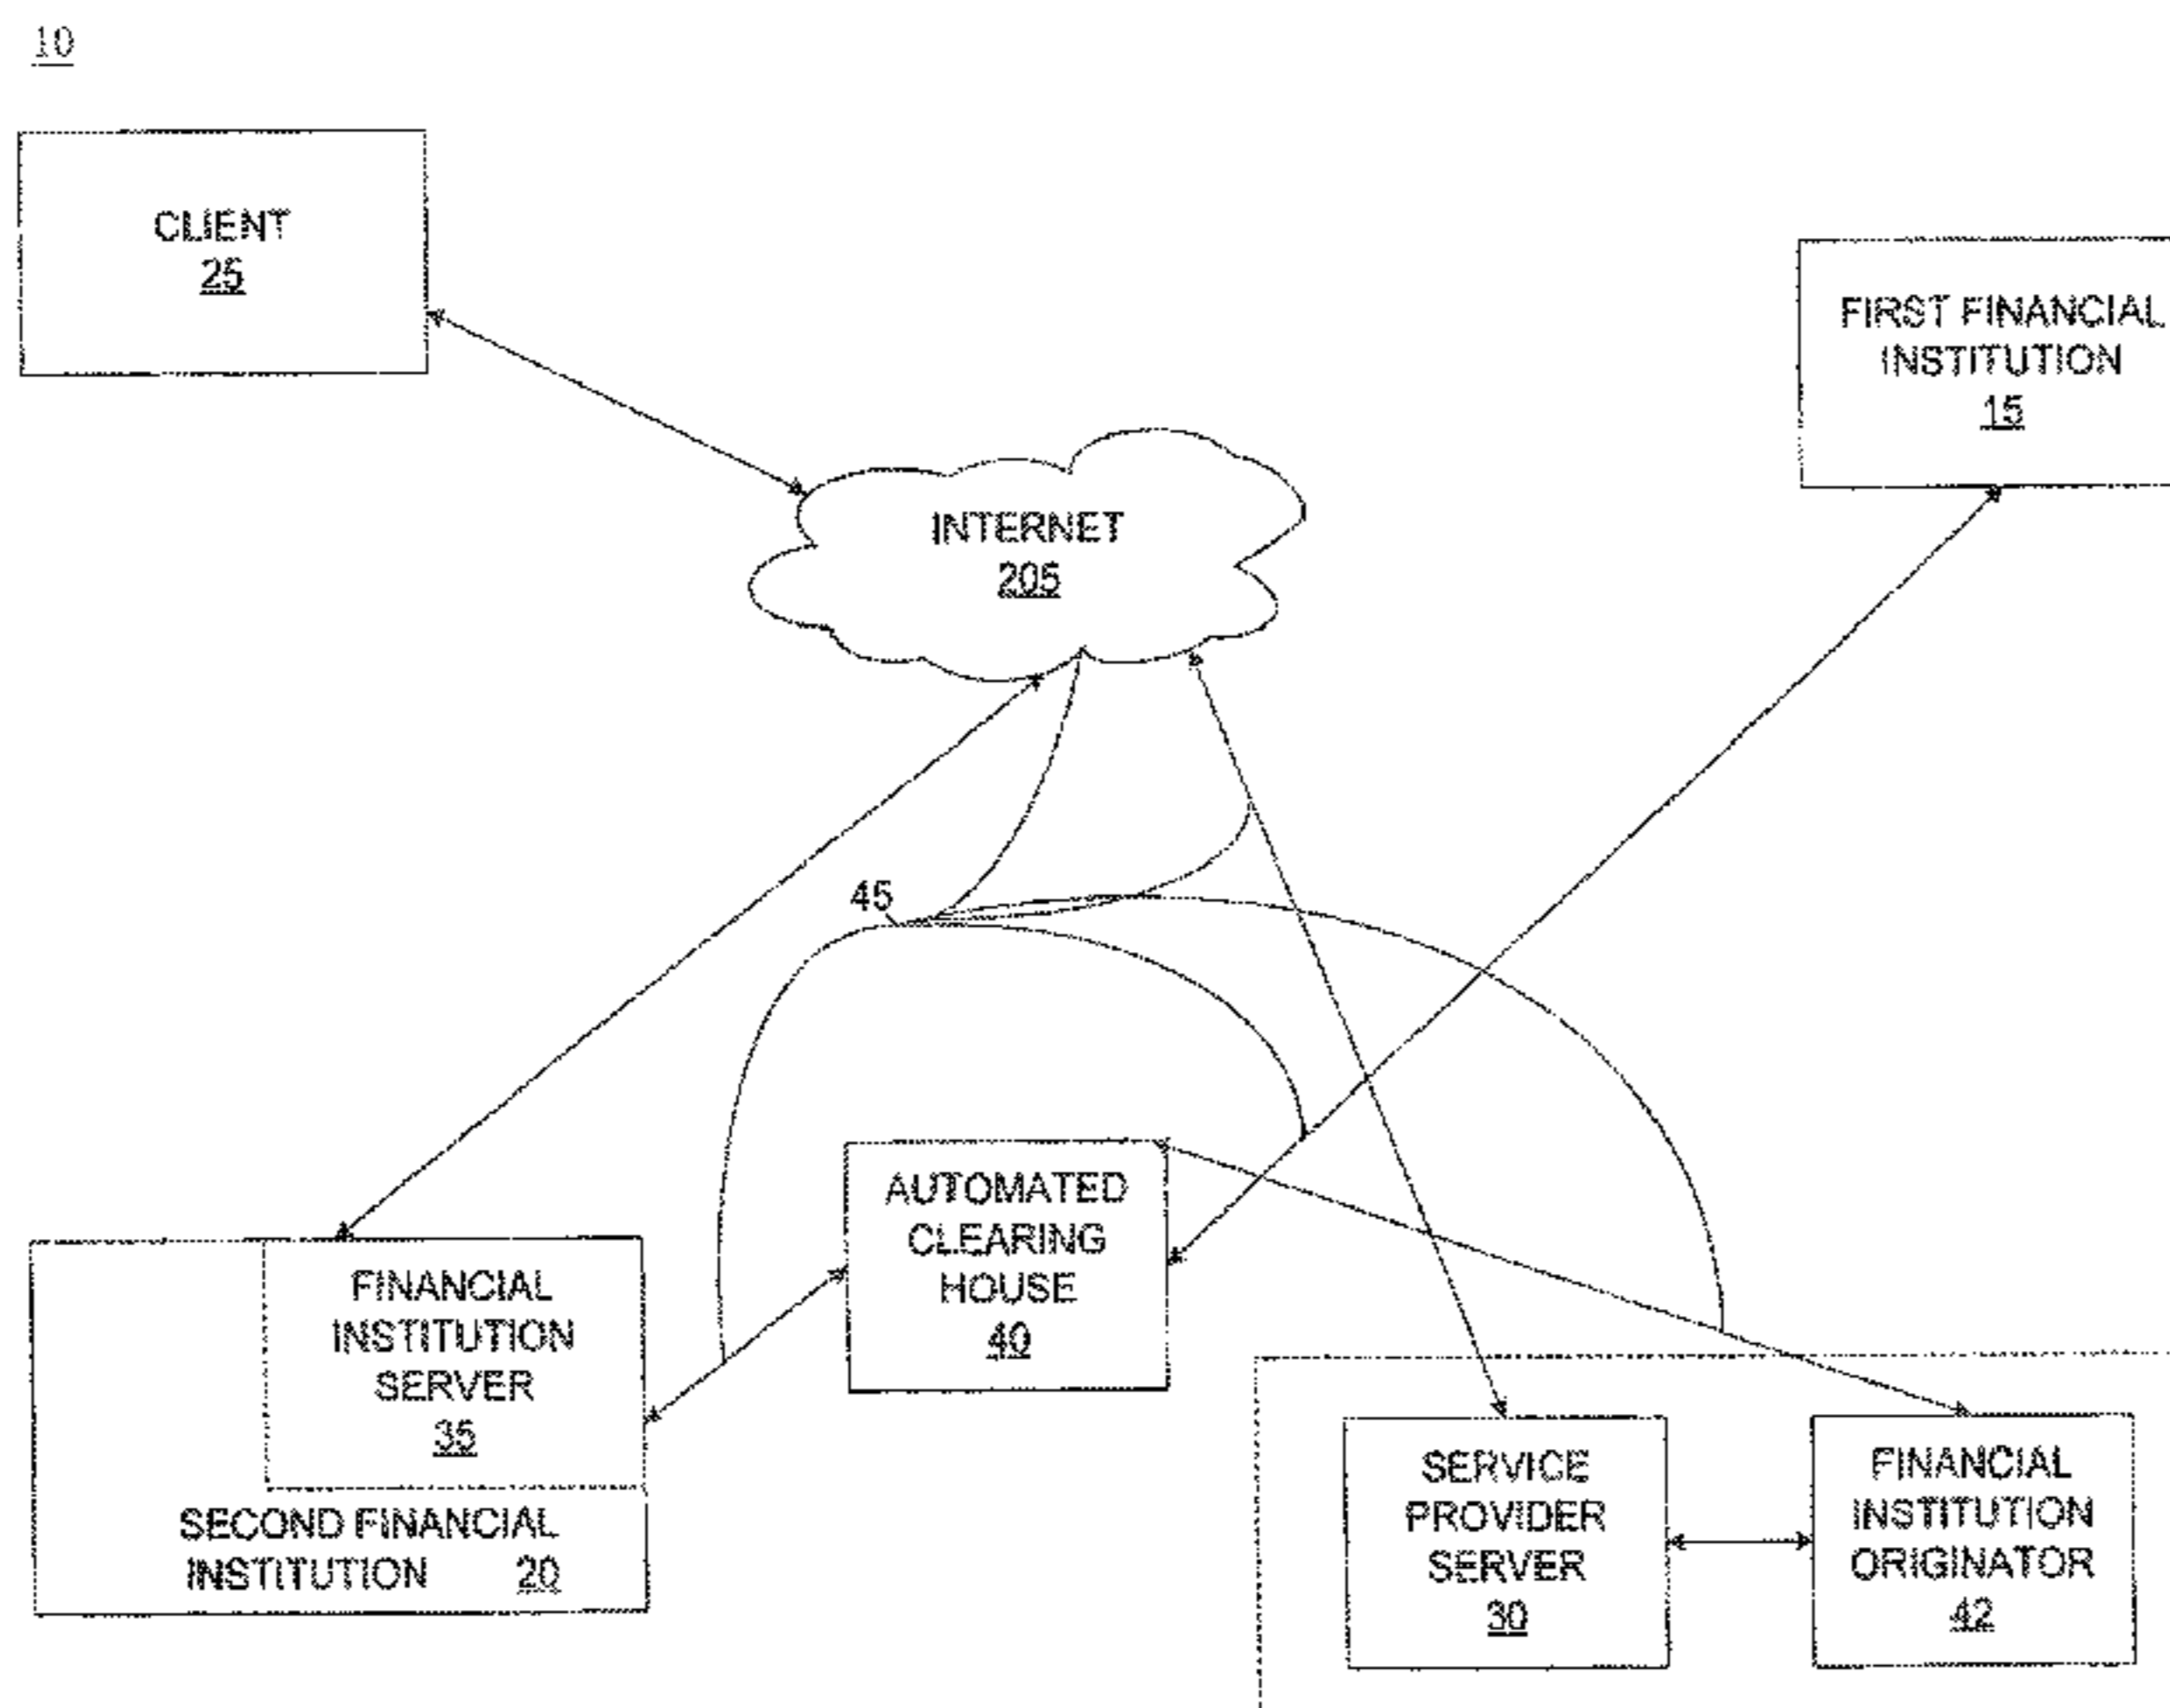 10
CLIENT
25
FIRST FINANCIAL
INSTITUTION
15
INTERNET
205
45
AUTOMATED
CLEARING
HOUSE
40
FINANCIAL
INSTITUTION
SERVER
35
SECOND FINANCIAL
INSTITUTION 20
SERVICE
PROVIDER
SERVER
30
FINANCIAL
INSTITUTION
ORIGINATOR
42